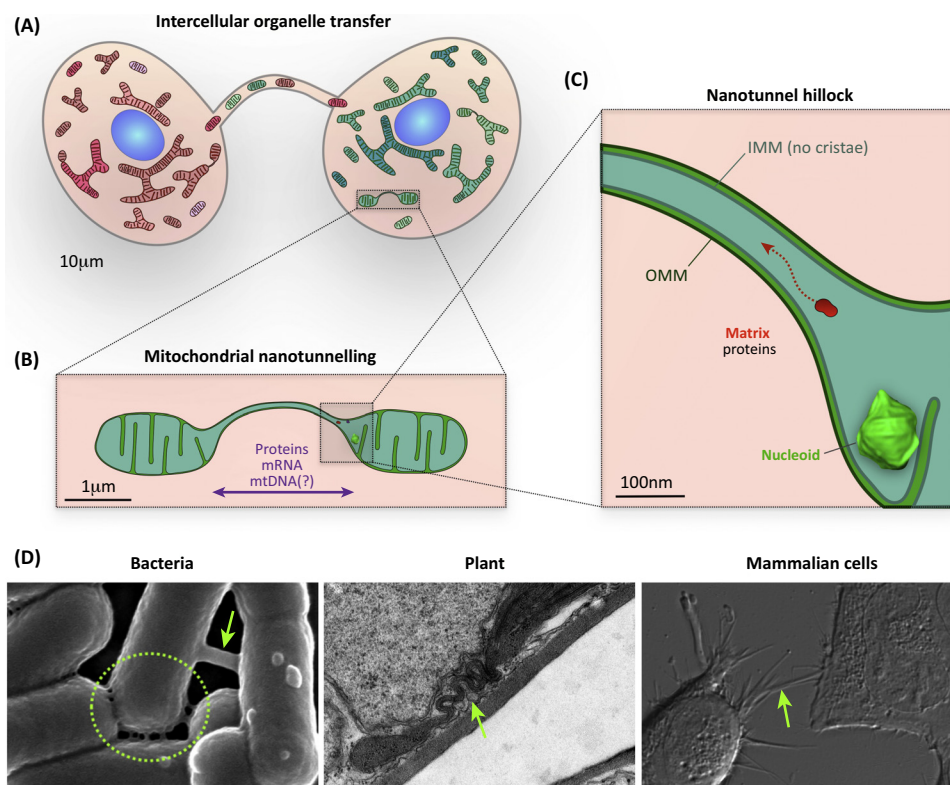 (A)
Intercellular organelle transfer
10µm
(B)
Mitochondrial nanotunnelling
Proteins
mRNA
mtDNA(?)
1µm
(C)
Nanotunnel hillock
IMM (no cristae)
OMM
Matrix
proteins
Nucleoid
100nm
(D)
Bacteria
Plant
Mammalian cells